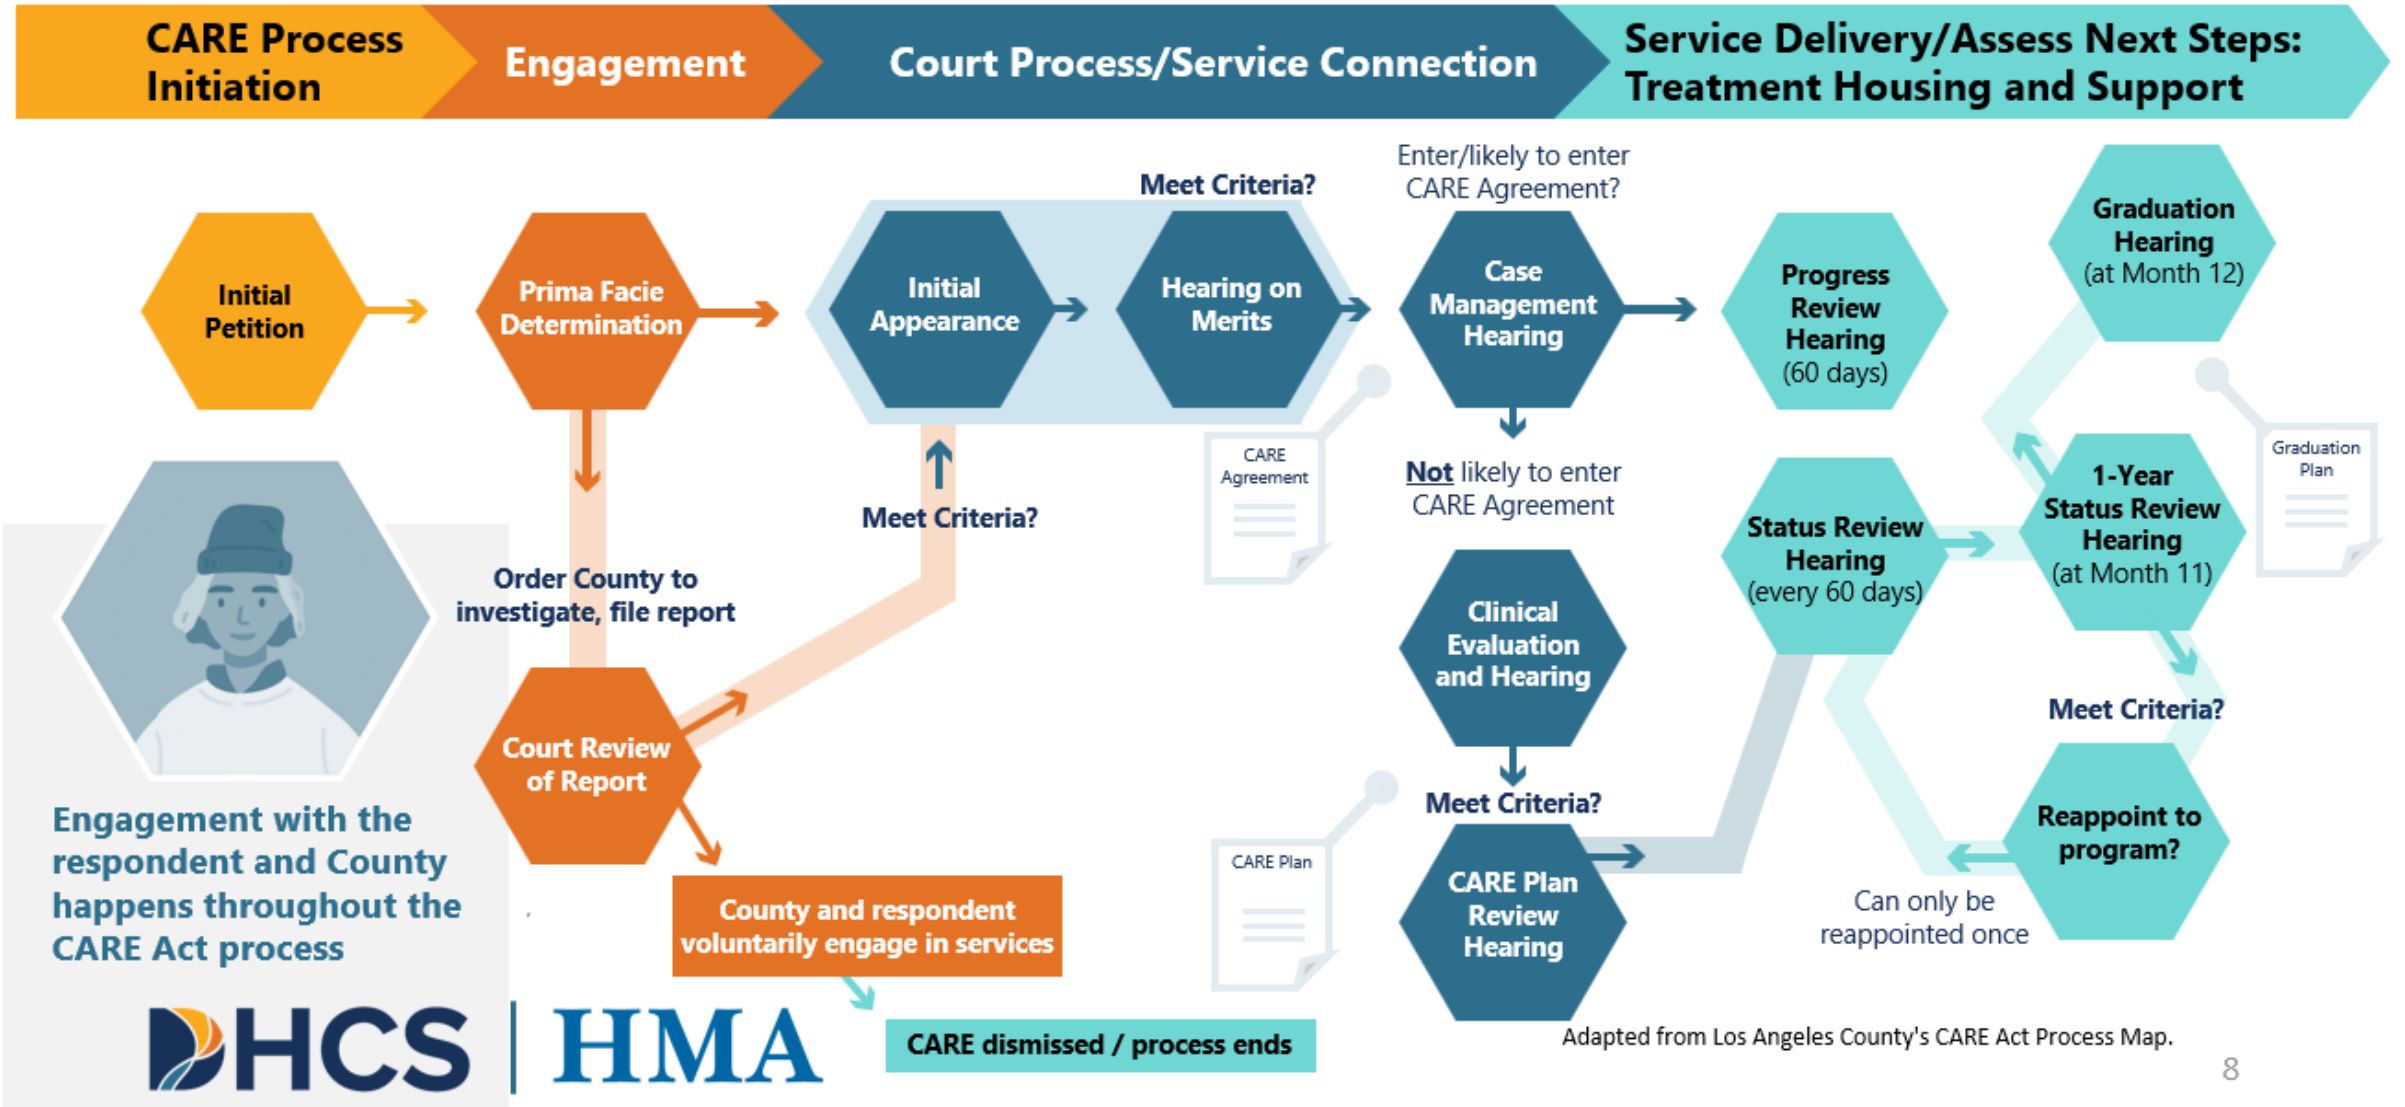 CARE Process
Initiation
Engagement
Court Process/Service Connection
Service Delivery/Assess Next Steps:
Treatment Housing and Support
Initial
Petition
Prima Facie
Determination
Order County to
investigate, file report
Court Review
of Report
County and respondent
voluntarily engage in services
CARE dismissed / process ends
Meet Criteria?
Initial
Appearance
Meet Criteria?
Hearing on
Merits
CARE
Agreement
Enter/likely to enter
CARE Agreement?
Case
Management
Hearing
Not likely to enter
CARE Agreement
Clinical
Evaluation
and Hearing
Meet Criteria?
CARE Plan
CARE Plan
Review
Hearing
Progress
Review
Hearing
(60 days)
Status Review
Hearing
(every 60 days)
1-Year
Status Review
Hearing
(at Month 11)
Graduation
Hearing
(at Month 12)
Graduation
Plan
Meet Criteria?
Reappoint to
program?
Can only be
reappointed once
Engagement with the
respondent and County
happens throughout the
CARE Act process
DHCS | HMA
Adapted from Los Angeles County's CARE Act Process Map.
8